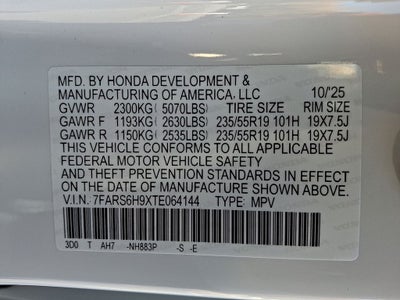 MFD. BY HONDA DEVELOPMENT &
MANUFACTURING OF AMERICA, LLC 10/'25
GVWR 2300KG (5070LBS) TIRE SIZE RIM SIZE
GAWR F 1193KG (2630LBS) 235/55R19 101H 19X7.5J
GAWR R 1150KG (2535LBS) 235/55R19 101H 19X7.5J
THIS VEHICLE CONFORMS TO ALL APPLICABLE
FEDERAL MOTOR VEHICLE SAFETY
AND THEFT PREVENTION STANDARDS IN EFFECT
ON THE DATE OF MANUFACTURE SHOWN ABOVE.
V.I.N. 7FARS6H9XTE064144 TYPE: MPV
3D0 T AH7 -NH883P -S -E